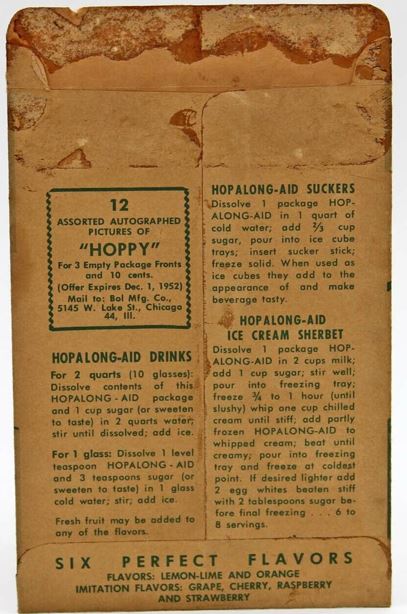 12
ASSORTED AUTOGRAPHED
PICTURES OF
"HOPPY"
For 3 Empty Package Fronts
and 10 cents.
(Offer Expires Dec. 1, 1952)
Mail to: Bol Mfg. Co.,
5145 W. Lake St., Chicago
44, Ill.
HOPALONG-AID DRINKS
For 2 quarts (10 glasses):
Dissolve contents of this
HOPALONG - AID package
and 1 cup sugar (or sweeten
to taste) in 2 quarts water;
stir until dissolved; add ice.
For 1 glass: Dissolve 1 level
teaspoon HOPALONG - AID
and 3 teaspoons sugar (or
sweeten to taste) in 1 glass
cold water; stir; add ice.
Fresh fruit may be added to
any of the flavors.
HOPALONG-AID SUCKERS
Dissolve 1 package HOP-
ALONG-AID in 1 quart of
cold water; add ⅔ cup
sugar, pour into ice cube
trays; insert sucker stick;
freeze solid. When used as
ice cubes they add to the
appearance of and make
beverage tasty.
HOPALONG-AID
ICE CREAM SHERBET
Dissolve 1 package HOP-
ALONG-AID in 2 cups milk;
add 1 cup sugar; stir well;
pour into freezing tray;
freeze ¾ to 1 hour (until
slushy) whip one cup chilled
cream until stiff; add partly
frozen HOPALONG-AID to
whipped cream; beat until
creamy; pour into freezing
tray and freeze at coldest
point. If desired lighter add
2 egg whites beaten stiff
with 2 tablespoons sugar be-
fore final freezing . . . 6 to
8 servings.
SIX PERFECT FLAVORS
FLAVORS: LEMON-LIME AND ORANGE
IMITATION FLAVORS: GRAPE, CHERRY, RASPBERRY
AND STRAWBERRY